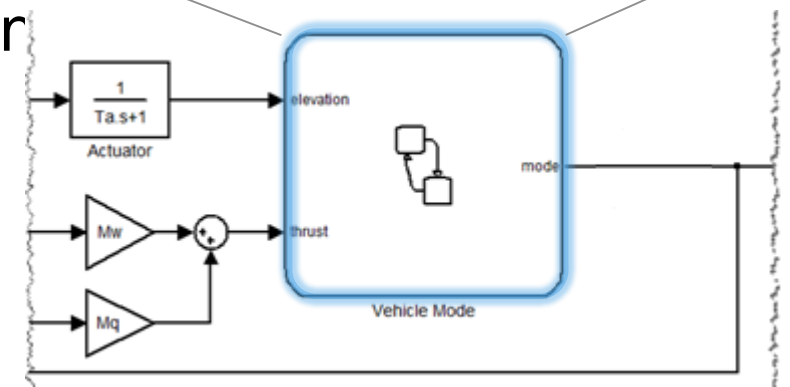 r
1
Ta.s+1
Actuator
elevation
mode
Mw
++
thrust
Mq
Vehicle Mode